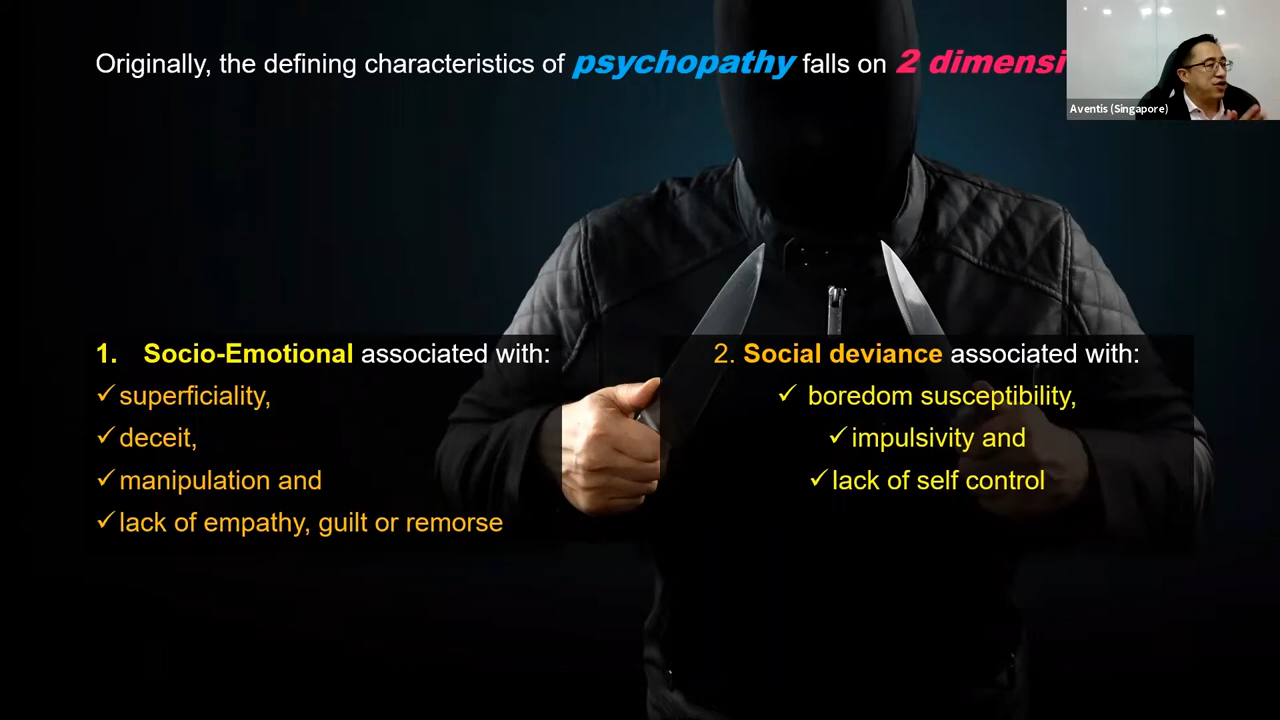 Originally, the defining characteristics of psychopathy falls on 2 dimensi
Aventis (Singapore)
1. Socio-Emotional associated with:
✓superficiality,
✓deceit,
✓manipulation and
✓lack of empathy, guilt or remorse
2. Social deviance associated with:
✓ boredom susceptibility,
✓impulsivity and
✓lack of self control